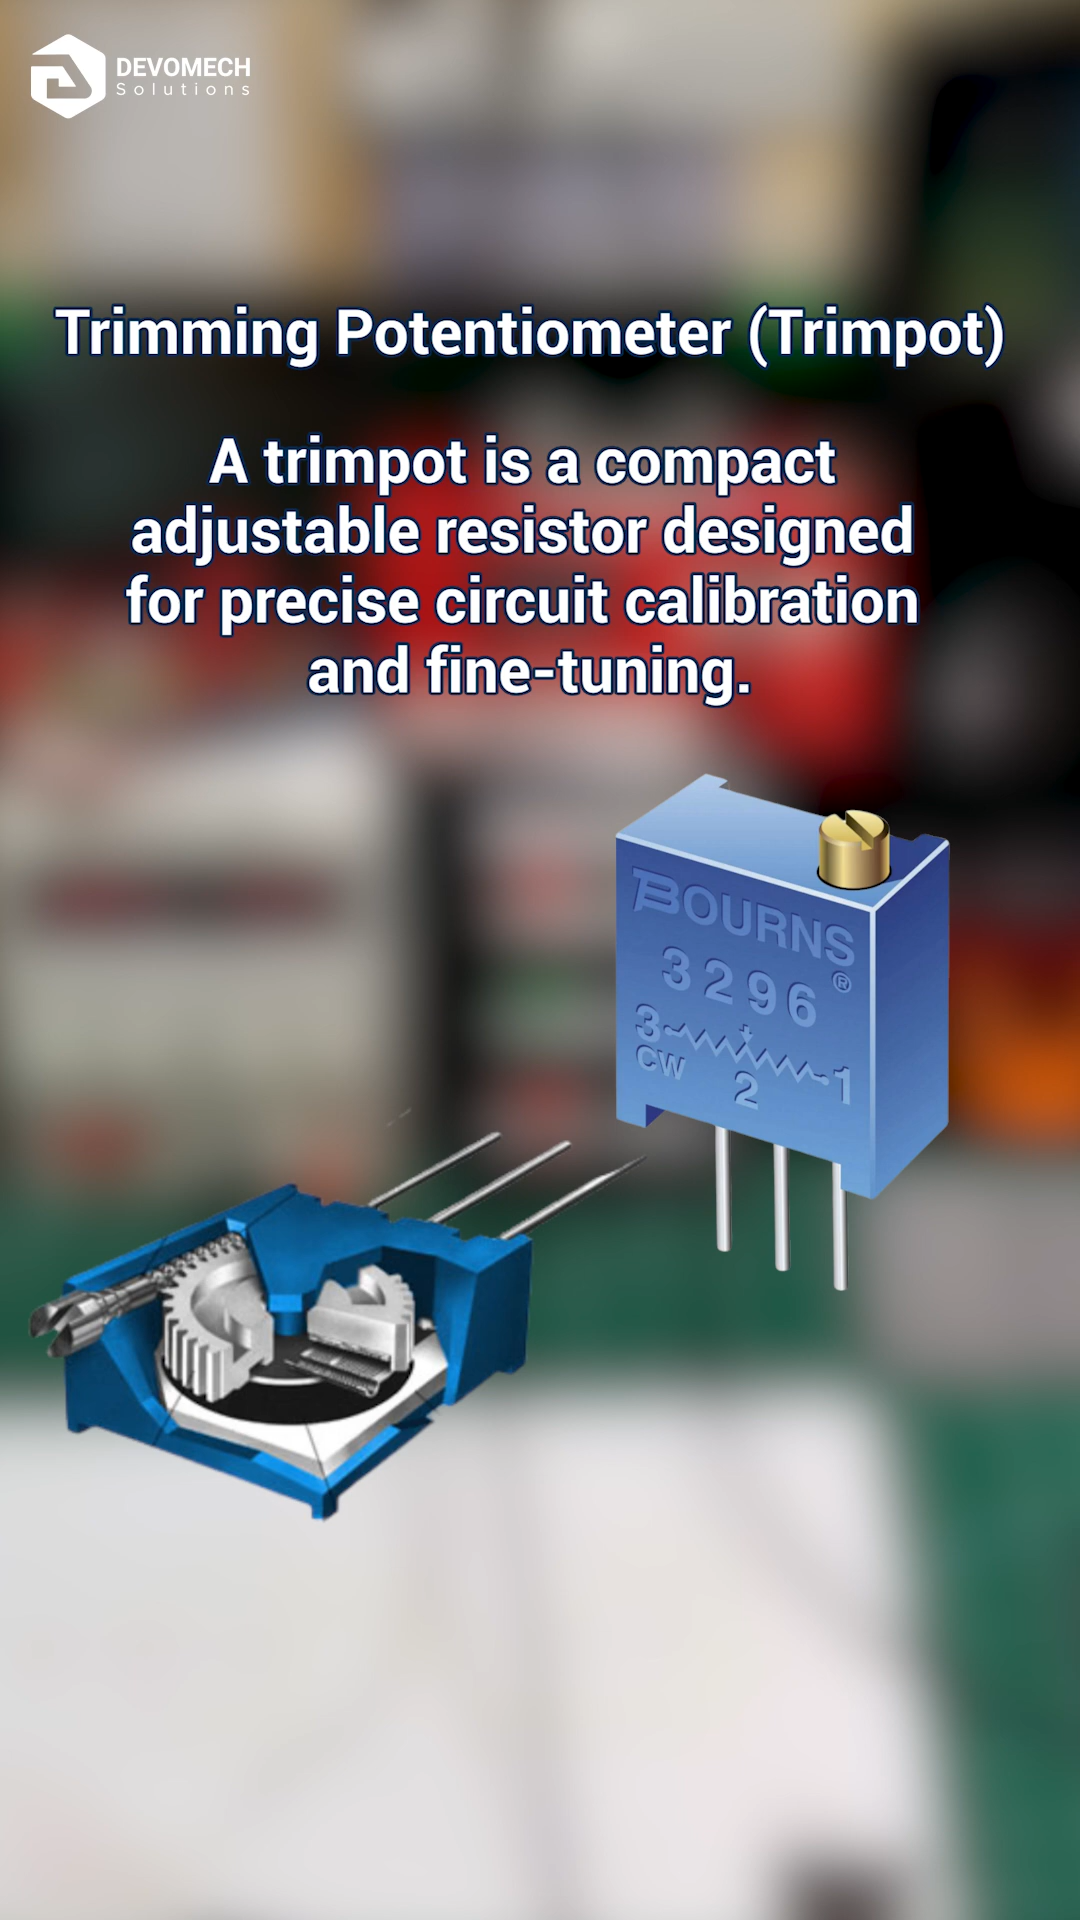 DEVOMECH
Solutions
Trimming Potentiometer (Trimpot)
A trimpot is a compact
adjustable resistor designed
for precise circuit calibration
and fine-tuning.
BOURNS
®
3296
3 1
CW 2